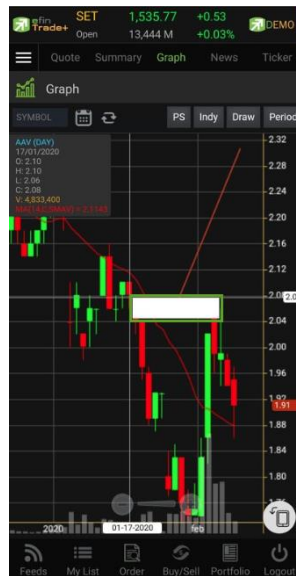 efin Trade+ SET 1,535.77 +0.53 DEMO
Open 13,444 M +0.03%
Quote Summary Graph News Ticker
Graph
SYMBOL PS Indy Draw Period
AAV (DAY)
17/01/2020
O: 2.10
H: 2.10
L: 2.06
C: 2.08
V: 4,833,400
2.32
2.28
2.24
2.20
2.16
2.12
2.08 2.0
2.04
2.00
1.96
1.92
1.91
1.88
1.84
1.80
1.76
2020 01-17-2020 feb
Feeds My List Order Buy/Sell Portfolio Logout